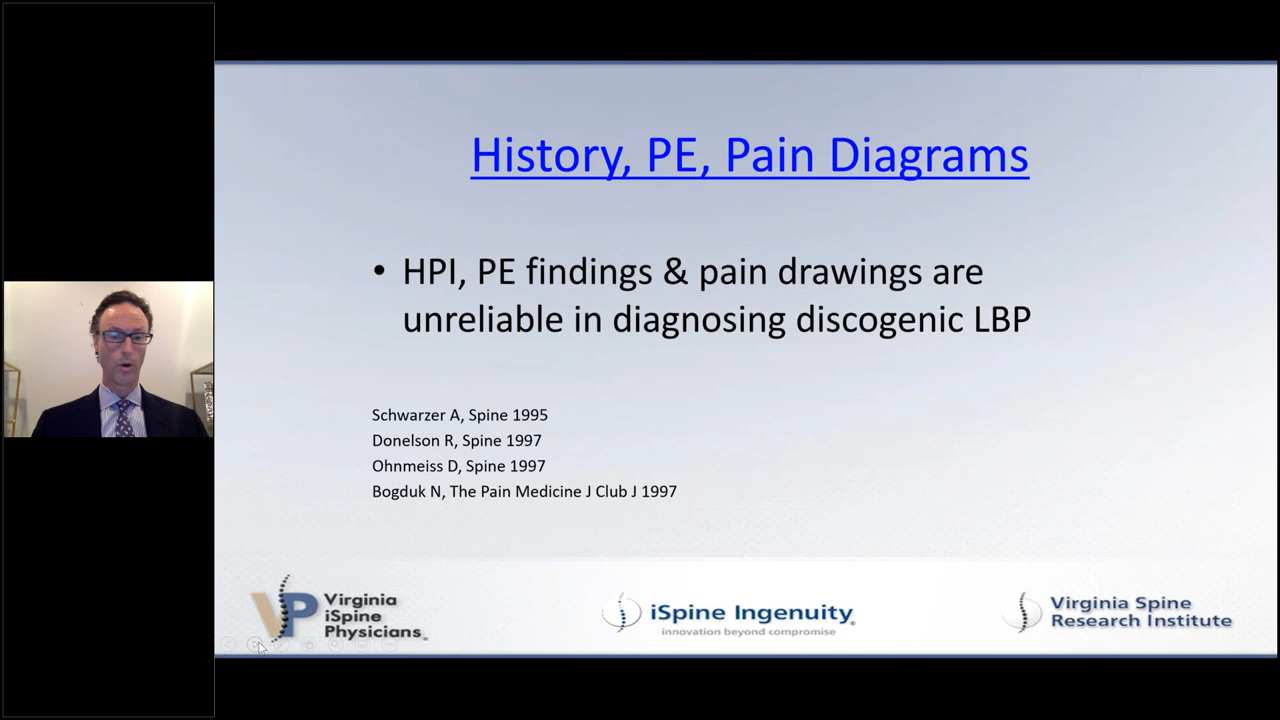 History, PE, Pain Diagrams
• HPI, PE findings & pain drawings are
unreliable in diagnosing discogenic LBP
Schwarzer A, Spine 1995
Donelson R, Spine 1997
Ohnmeiss D, Spine 1997
Bogduk N, The Pain Medicine J Club J 1997
VP Virginia
iSpine
Physicians
iSpine Ingenuity
innovation beyond compromise
Virginia Spine
Research Institute